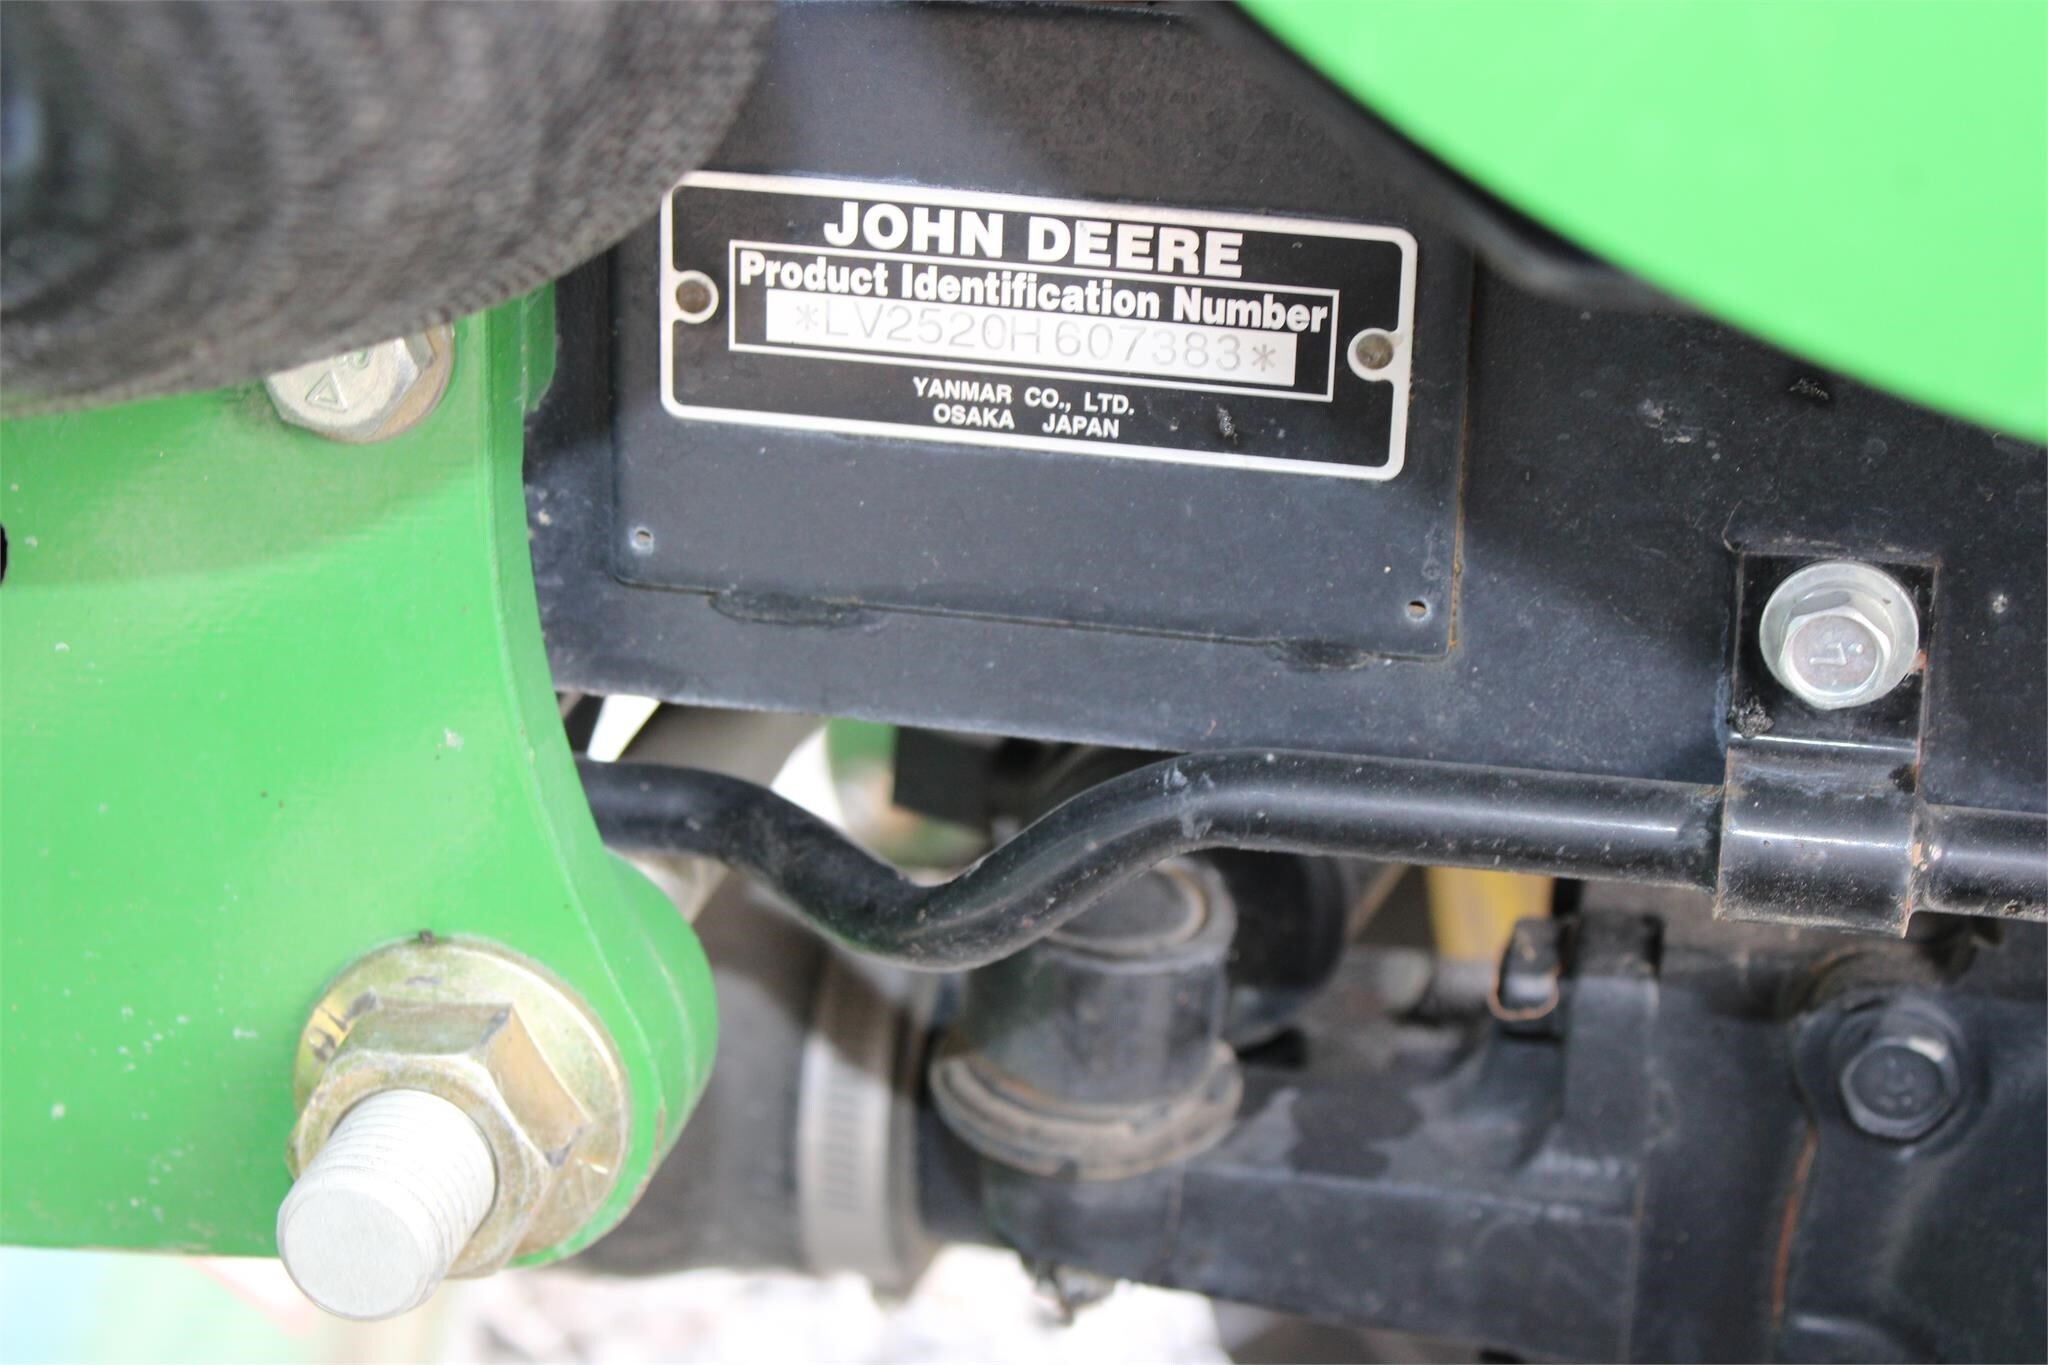 JOHN DEERE
Product Identification Number
*LV2520H607383*
YANMAR CO., LTD.
OSAKA JAPAN